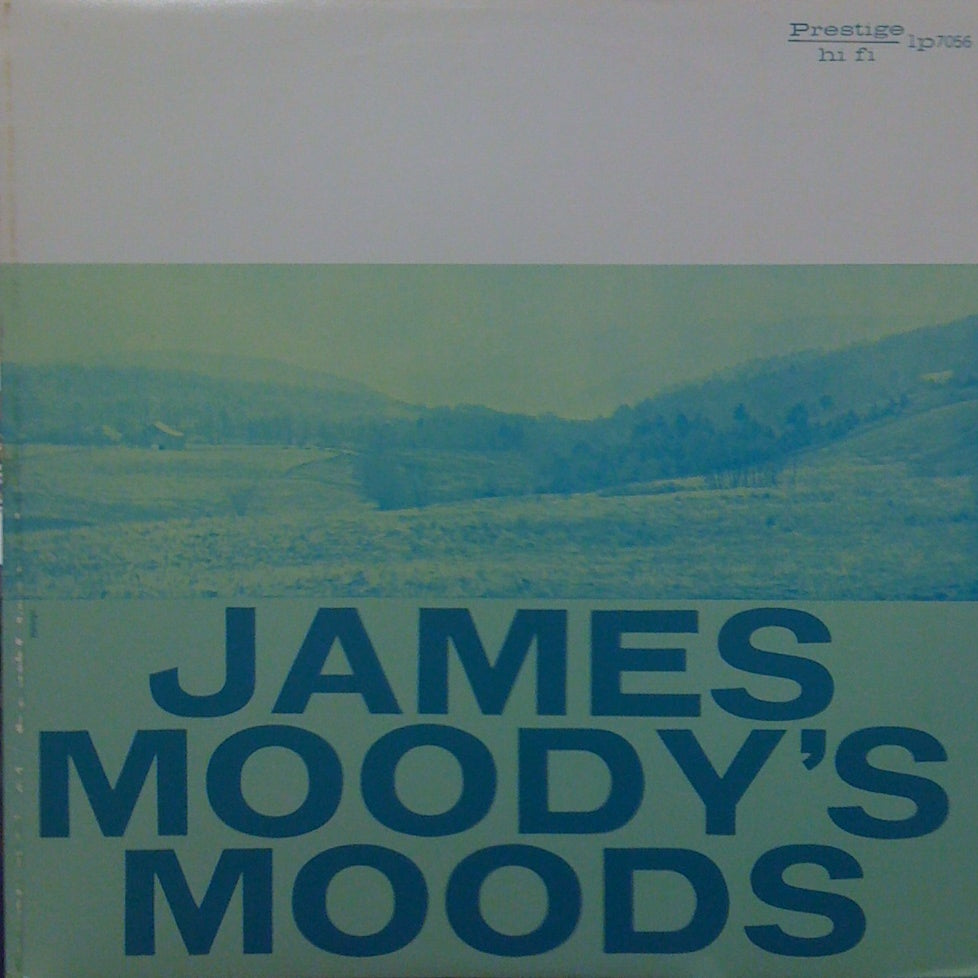 Prestige lp7056
hi fi
JAMES
MOODY'S
MOODS